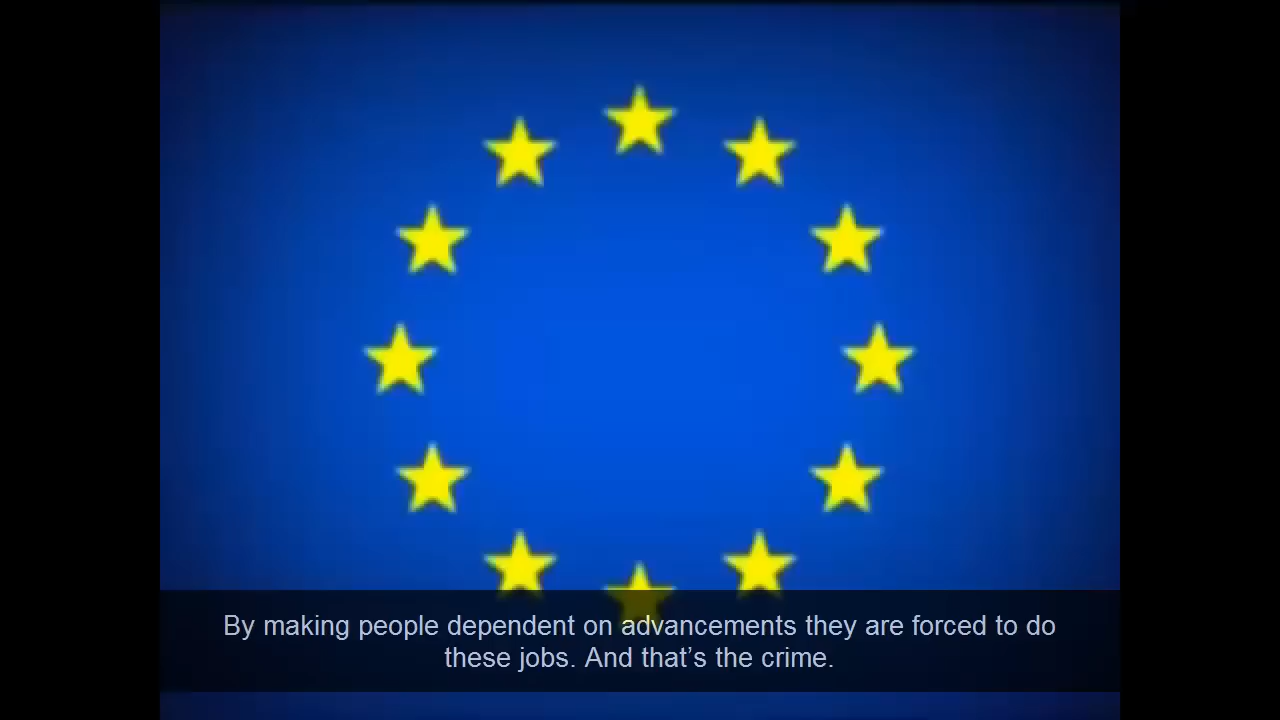 By making people dependent on advancements they are forced to do
these jobs. And that’s the crime.